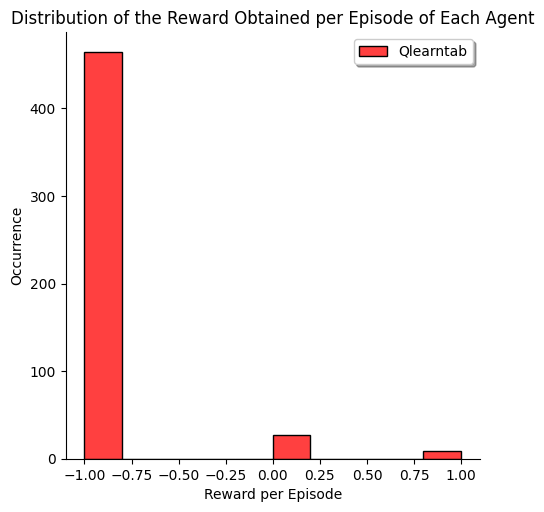 Distribution of the Reward Obtained per Episode of Each Agent
Qlearntab
Occurrence
400
300
200
100
0
−1.00 −0.75 −0.50 −0.25 0.00 0.25 0.50 0.75 1.00
Reward per Episode